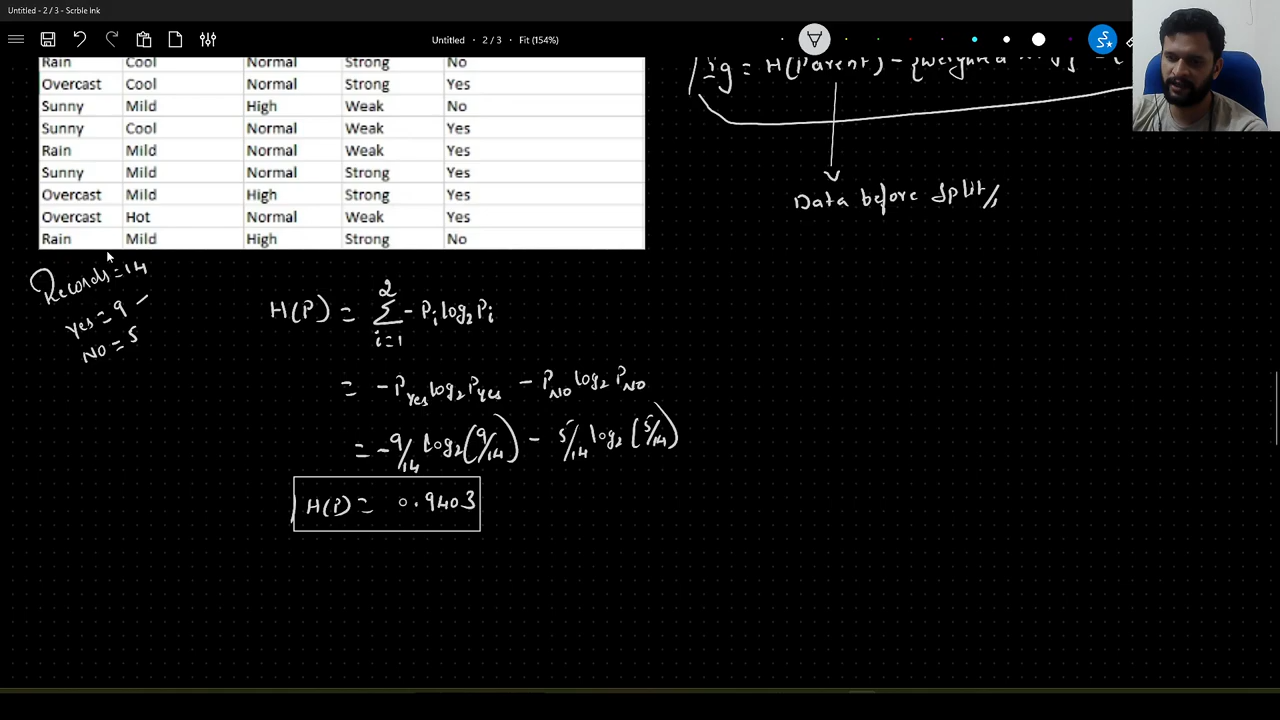 Untitled - 2 / 3 - Scrble Ink
Untitled • 2 / 3 • Fit (154%)
Rain Cool Normal Strong No
Overcast Cool Normal Strong Yes
Sunny Mild High Weak No
Sunny Cool Normal Weak Yes
Rain Mild Normal Weak Yes
Sunny Mild Normal Strong Yes
Overcast Mild High Strong Yes
Overcast Hot Normal Weak Yes
Rain Mild High Strong No
ig = H(Parent) - {Weighted
Data before split
Records = 14
Yes = 9
NO = 5
H(P) = 2 Σ i=1 - Pi log2 Pi
= - PYes log2 PYes - PNO log2 PNO
= - 9/14 log2 (9/14) - 5/14 log2 (5/14)
H(P) = 0.9403